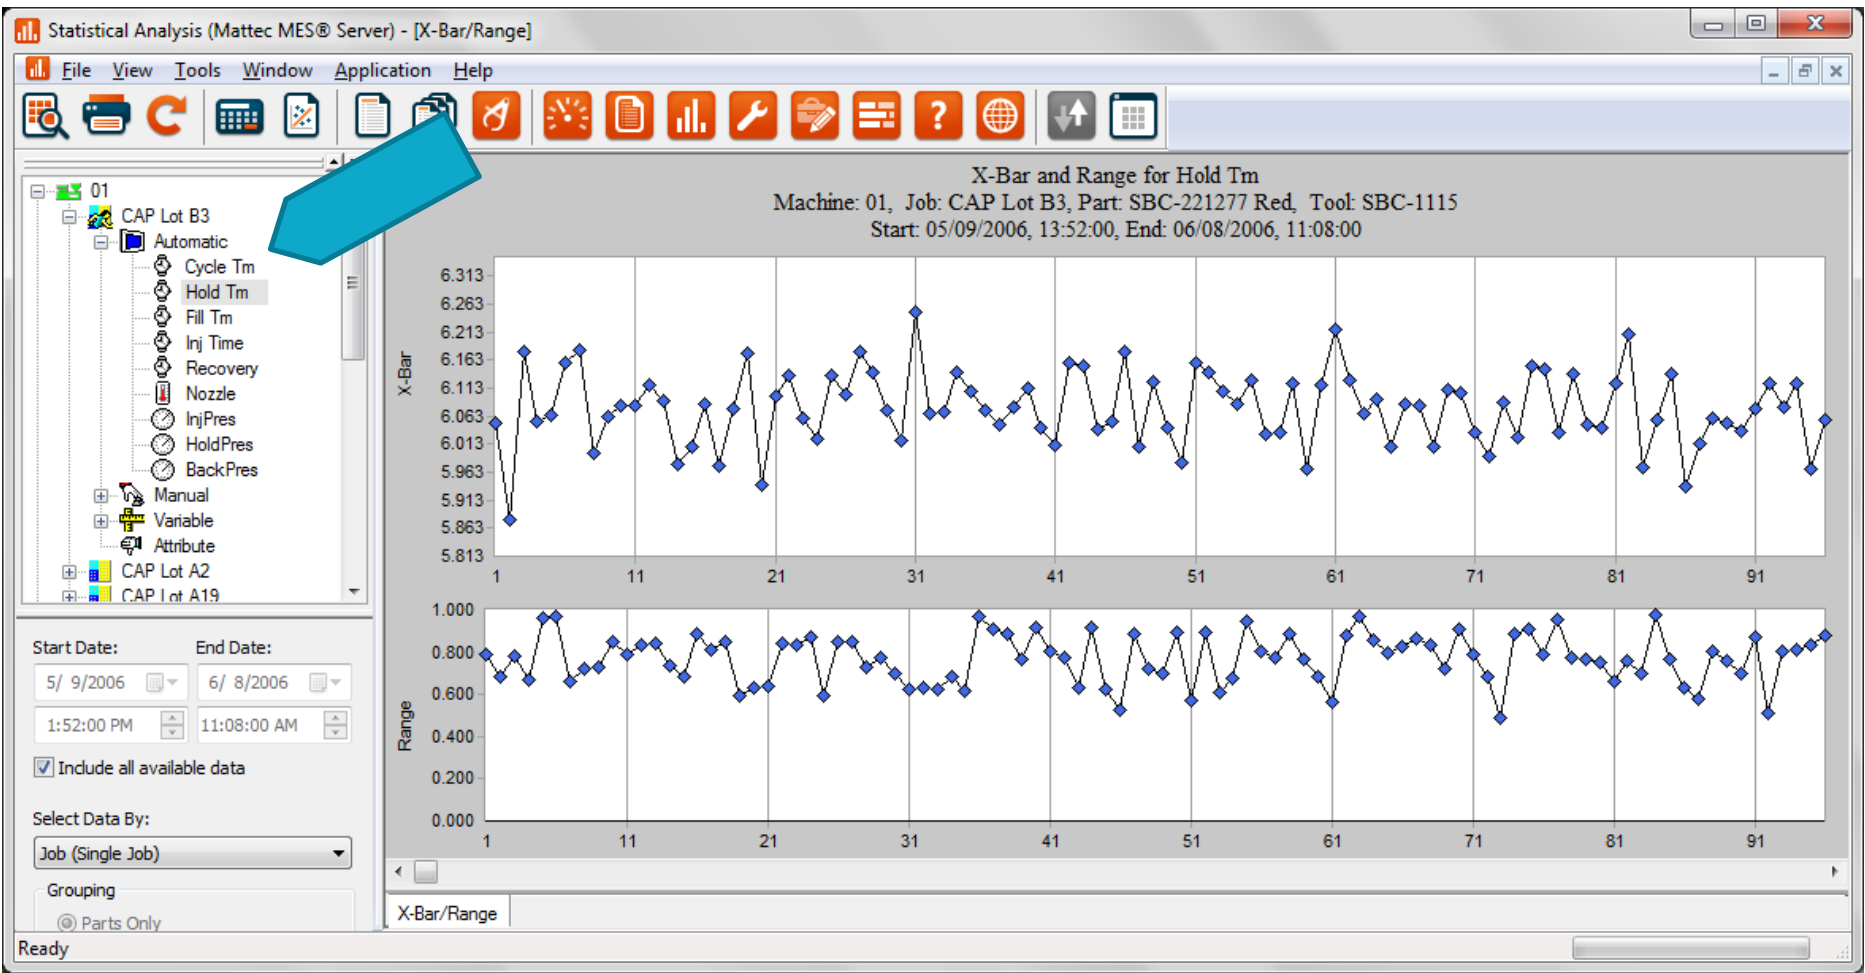 Statistical Analysis (Mattec MES® Server) - [X-Bar/Range]
File View Tools Window Application Help
01
CAP Lot B3
Automatic
Cycle Tm
Hold Tm
Fill Tm
Inj Time
Recovery
Nozzle
InjPres
HoldPres
BackPres
Manual
Variable
Attribute
CAP Lot A2
CAP Lot A19
Start Date: End Date:
5/ 9/2006 6/ 8/2006
1:52:00 PM 11:08:00 AM
Include all available data
Select Data By:
Job (Single Job)
Grouping
Parts Only
X-Bar and Range for Hold Tm
Machine: 01, Job: CAP Lot B3, Part: SBC-221277 Red, Tool: SBC-1115
Start: 05/09/2006, 13:52:00, End: 06/08/2006, 11:08:00
X-Bar
6.313
6.263
6.213
6.163
6.113
6.063
6.013
5.963
5.913
5.863
5.813
1 11 21 31 41 51 61 71 81 91
Range
1.000
0.800
0.600
0.400
0.200
0.000
1 11 21 31 41 51 61 71 81 91
X-Bar/Range
Ready